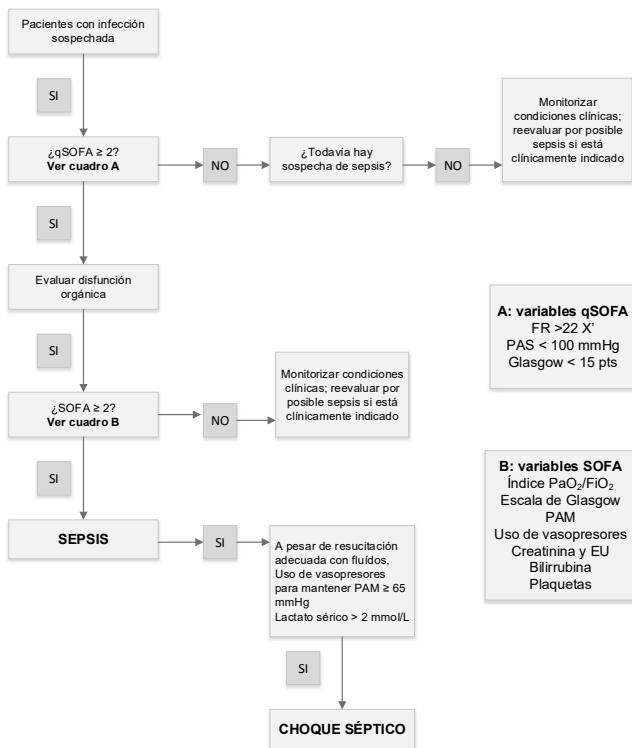 Pacientes con infección
sospechada
SI
¿qSOFA ≥ 2?
Ver cuadro A
NO
¿Todavía hay
sospecha de sepsis?
NO
Monitorizar
condiciones clínicas;
reevaluar por posible
sepsis si está
clínicamente indicado
SI
Evaluar disfunción
orgánica
SI
¿SOFA ≥ 2?
Ver cuadro B
NO
Monitorizar condiciones
clínicas; reevaluar por
posible sepsis si está
clínicamente indicado
A: variables qSOFA
FR >22 X’
PAS < 100 mmHg
Glasgow < 15 pts
SI
SEPSIS
SI
A pesar de resucitación
adecuada con fluídos,
Uso de vasopresores
para mantener PAM ≥ 65
mmHg
Lactato sérico > 2 mmol/L
B: variables SOFA
Índice PaO₂/FiO₂
Escala de Glasgow
PAM
Uso de vasopresores
Creatinina y EU
Bilirrubina
Plaquetas
SI
CHOQUE SÉPTICO